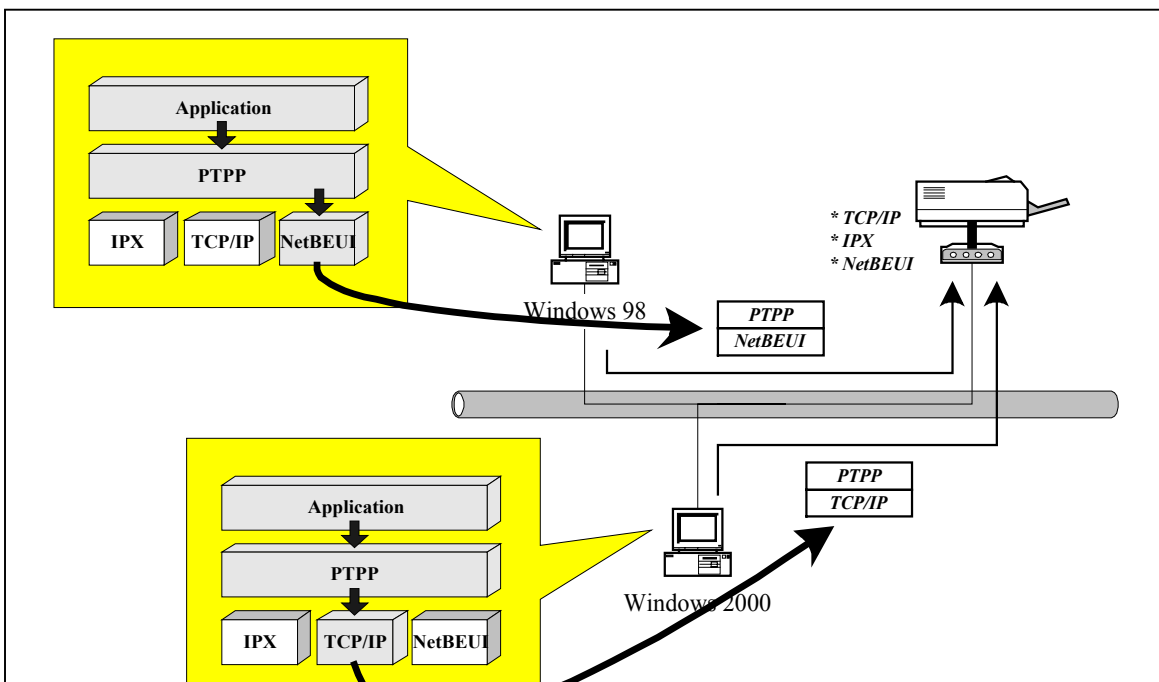 Application
PTPP
IPX TCP/IP NetBEUI
* TCP/IP
* IPX
* NetBEUI
Windows 98
PTPP
NetBEUI
PTPP
TCP/IP
Application
PTPP
IPX TCP/IP NetBEUI
Windows 2000